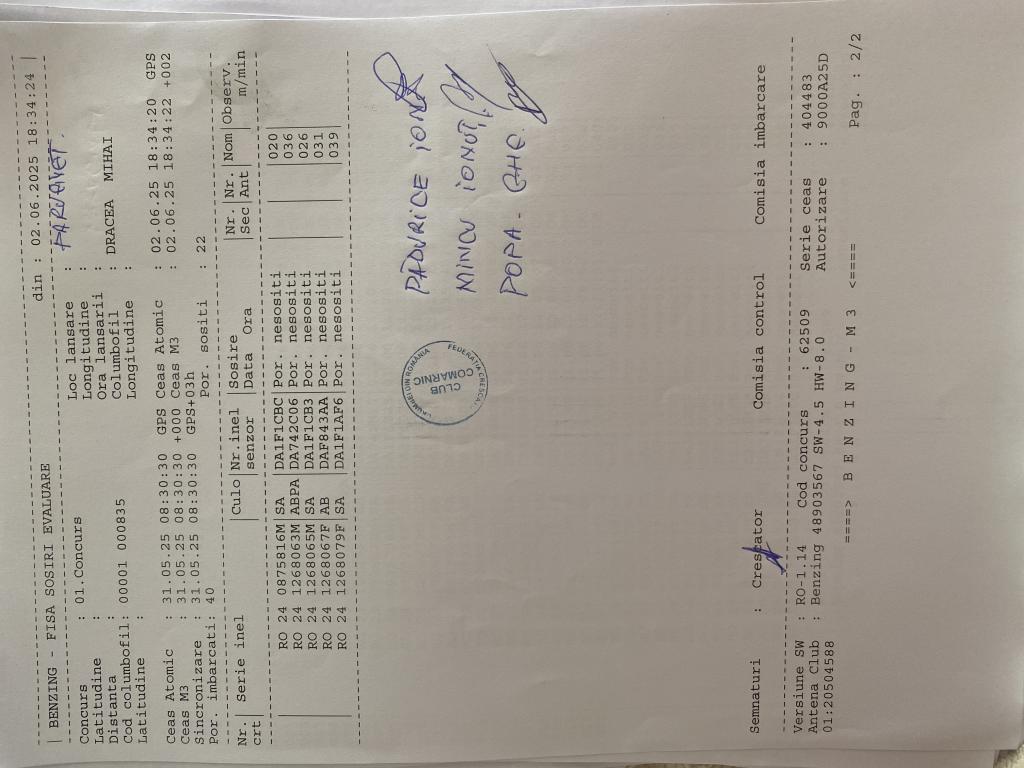 | BENZING - FISA SOSIRI EVALUARE din : 02.06.2025 18:34:24 |
Concurs : 01.Concurs Loc lansare : PARVANET.
Latitudine : Longitudine :
Distanta : Ora lansarii :
Cod columbofil: 00001 000835 Columbofil : DRACEA MIHAI
Latitudine : Longitudine :
Ceas Atomic : 31.05.25 08:30:30 GPS Ceas Atomic : 02.06.25 18:34:20 GPS
Ceas M3 : 31.05.25 08:30:30 +000 Ceas M3 : 02.06.25 18:34:22 +002
Sincronizare : 31.05.25 08:30:30 GPS+03h
Por. imbarcati: 40 Por. sositi : 22
Nr.| Serie inel |Culo|Nr.inel |Sosire |Nr. |Nr. |Nom |Observ.
crt| senzor |Data Ora |Sec |Ant | m/min
RO 24 0875816M|SA |DA1F1CBC|Por. nesositi | | |020
RO 24 1268063M|ABPA|DA742C06|Por. nesositi | | |036
RO 24 1268065M|SA |DA1F1CB3|Por. nesositi | | |026
RO 24 1268067F|AB |DAF843AA|Por. nesositi | | |031
RO 24 1268079F|SA |DA1F1AF6|Por. nesositi | | |039
PADURICE IONUT
MINCU IONUT,
POPA. GHE.
CLUB
COMARNIC
Semnaturi : Crescator Comisia control Comisia imbarcare
Versiune SW : RO-1.14 Cod concurs : 62509 Serie ceas : 404483
Antena Club : Benzing 48903567 SW-4.5 HW-8.0 Autorizare : 9000A25D
01:20504588
====> B E N Z I N G - M 3 <==== Pag. : 2/2